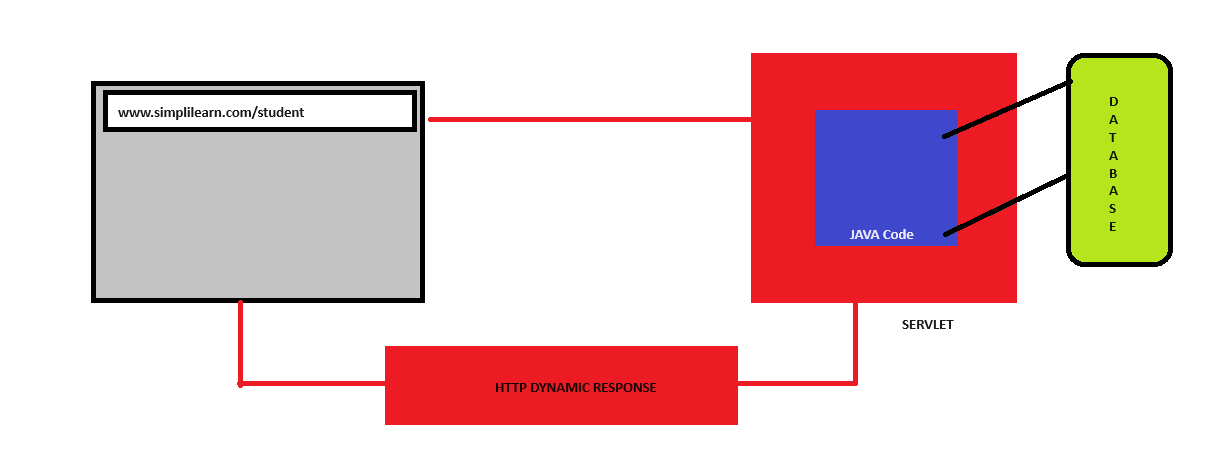 www.simplilearn.com/student
JAVA Code
D
A
T
A
B
A
S
E
SERVLET
HTTP DYNAMIC RESPONSE